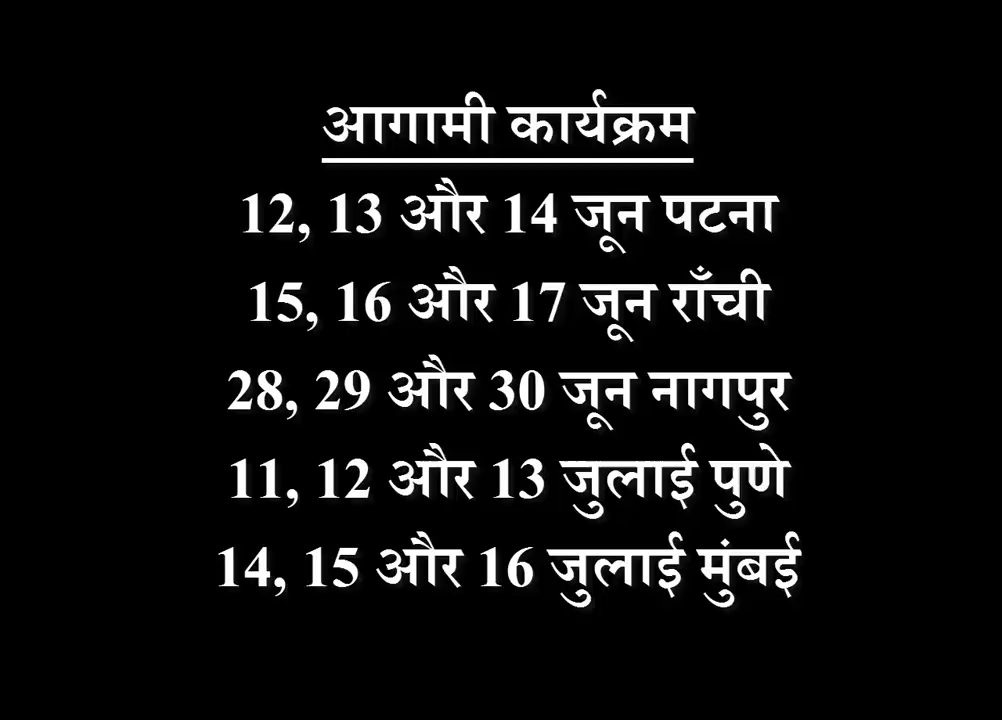 आगामी कार्यक्रम
12, 13 और 14 जून पटना
15, 16 और 17 जून राँची
28, 29 और 30 जून नागपुर
11, 12 और 13 जुलाई पुणे
14, 15 और 16 जुलाई मुंबई